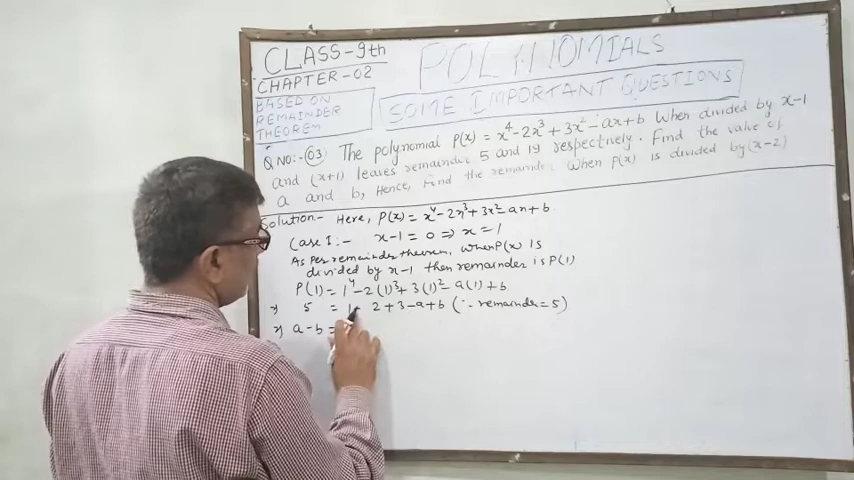 CLASS-9th
CHAPTER-02
BASED ON
REMAINDER
THEOREM
POLYNOMIALS
SOME IMPORTANT QUESTIONS
Q.NO:-03 The polynomial P(x) = x⁴-2x³+3x²-ax+b When divided by x-1
and (x+1) leaves remainder 5 and 19 respectively. Find the value of
a and b, Hence, find the remainder when P(x) is divided by (x-2)
Solution:- Here, P(x) = x⁴-2x³+3x²-ax+b.
Case I:- x-1=0 ⇒ x=1
As per remainder theorem, when P(x) is
divided by x-1 then remainder is P(1)
P(1) = 1⁴-2(1)³+3(1)²-a(1)+b
⇒ 5 = 1- 2+3-a+b (∵ remainder=5)
⇒ a-b =